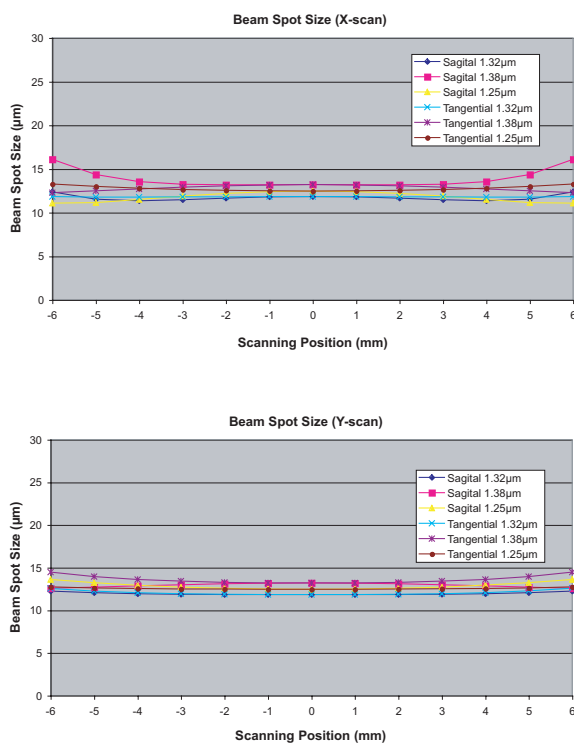 Beam Spot Size (X-scan)
30
25
20
15
10
5
0
Beam Spot Size (µm)
Sagital 1.32µm
Sagital 1.38µm
Sagital 1.25µm
Tangential 1.32µm
Tangential 1.38µm
Tangential 1.25µm
-6 -5 -4 -3 -2 -1 0 1 2 3 4 5 6
Scanning Position (mm)
Beam Spot Size (Y-scan)
30
25
20
15
10
5
0
Beam Spot Size (µm)
Sagital 1.32µm
Sagital 1.38µm
Sagital 1.25µm
Tangential 1.32µm
Tangential 1.38µm
Tangential 1.25µm
-6 -5 -4 -3 -2 -1 0 1 2 3 4 5 6
Scanning Position (mm)